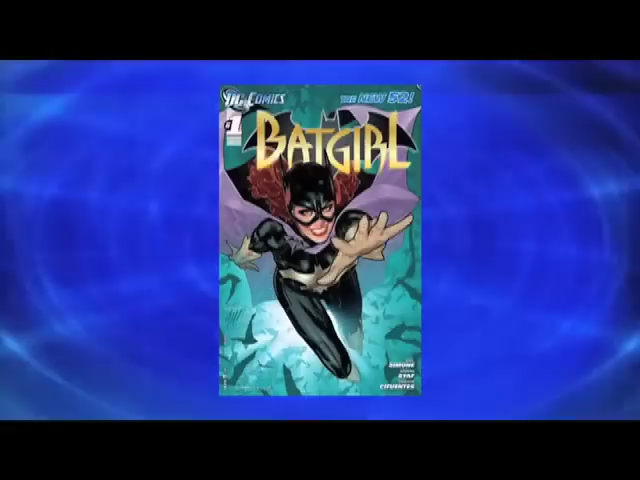 DC COMICS
THE NEW 52!
#1
BATGIRL
SIMONE
SYAF
CIFUENTES